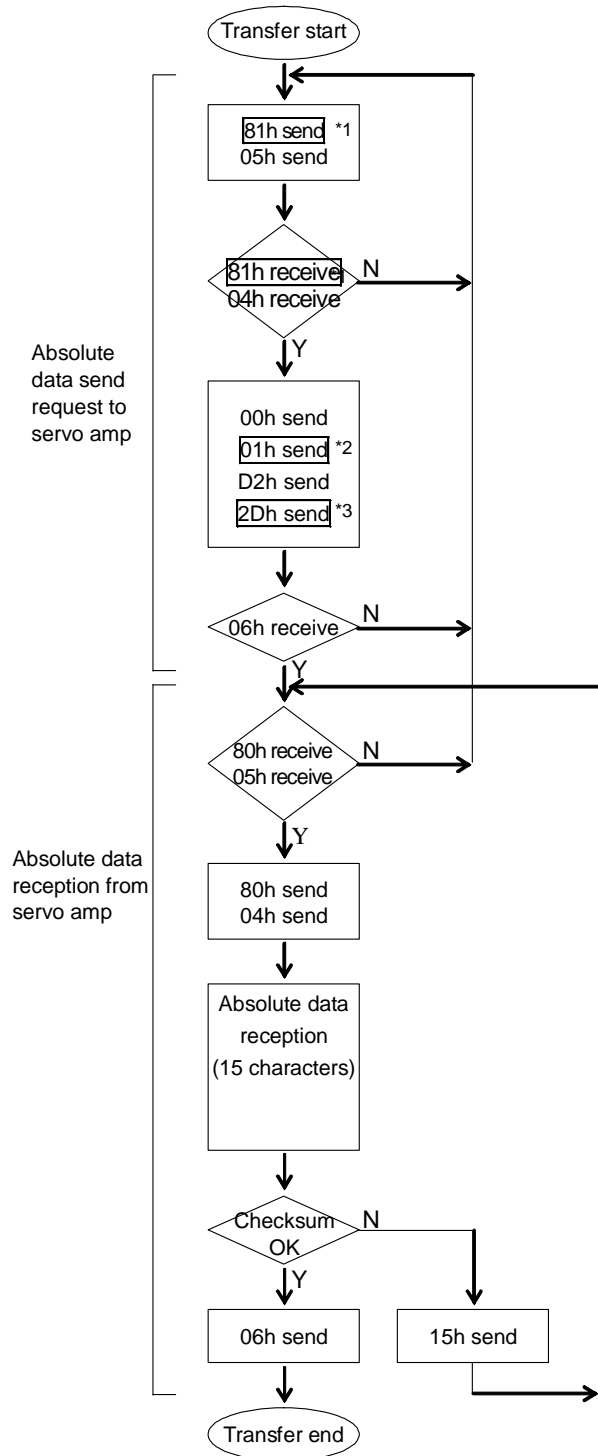 Transfer start
81h send *1
05h send
81h receive N
04h receive
Y
Absolute
data send
request to
servo amp
00h send
01h send *2
D2h send
2Dh send *3
06h receive N
Y
80h receive N
05h receive
Y
Absolute data
reception from
servo amp
80h send
04h send
Absolute data
reception
(15 characters)
Checksum N
OK
Y
06h send
15h send
Transfer end